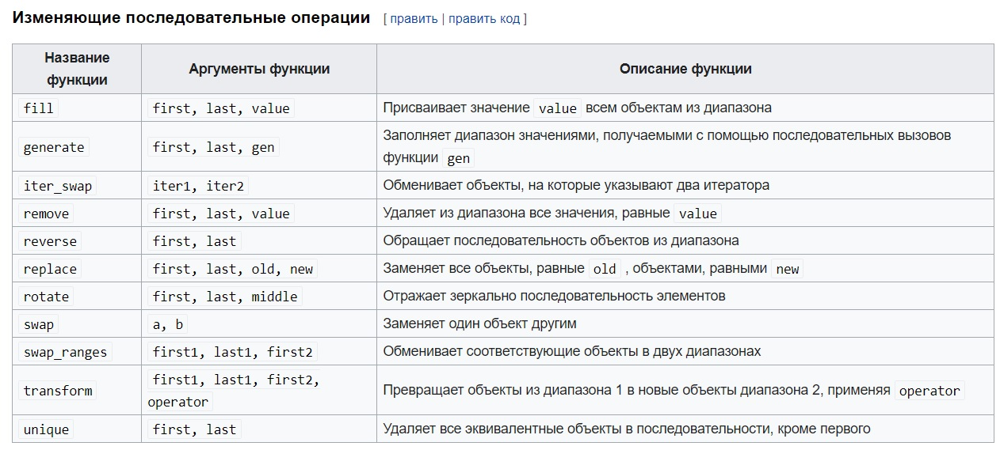 Изменяющие последовательные операции [ править | править код ]
Название
функции
Аргументы функции
Описание функции
fill
first, last, value
Присваивает значение value всем объектам из диапазона
generate
first, last, gen
Заполняет диапазон значениями, получаемыми с помощью последовательных вызовов
функции gen
iter_swap
iter1, iter2
Обменивает объекты, на которые указывают два итератора
remove
first, last, value
Удаляет из диапазона все значения, равные value
reverse
first, last
Обращает последовательность объектов из диапазона
replace
first, last, old, new
Заменяет все объекты, равные old , объектами, равными new
rotate
first, last, middle
Отражает зеркально последовательность элементов
swap
a, b
Заменяет один объект другим
swap_ranges
first1, last1, first2
Обменивает соответствующие объекты в двух диапазонах
transform
first1, last1, first2,
operator
Превращает объекты из диапазона 1 в новые объекты диапазона 2, применяя operator
unique
first, last
Удаляет все эквивалентные объекты в последовательности, кроме первого